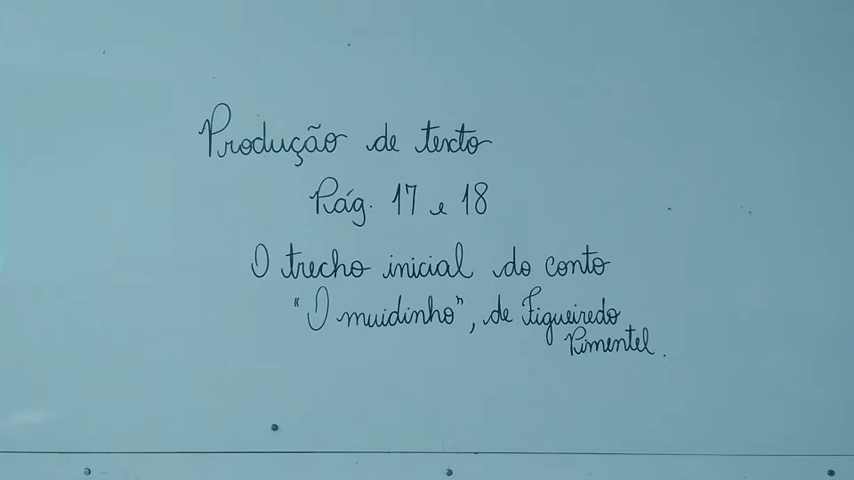 Produção de texto
Pág. 17 e 18
O trecho inicial do conto
"O muidinho", de Figueiredo
Pimentel.